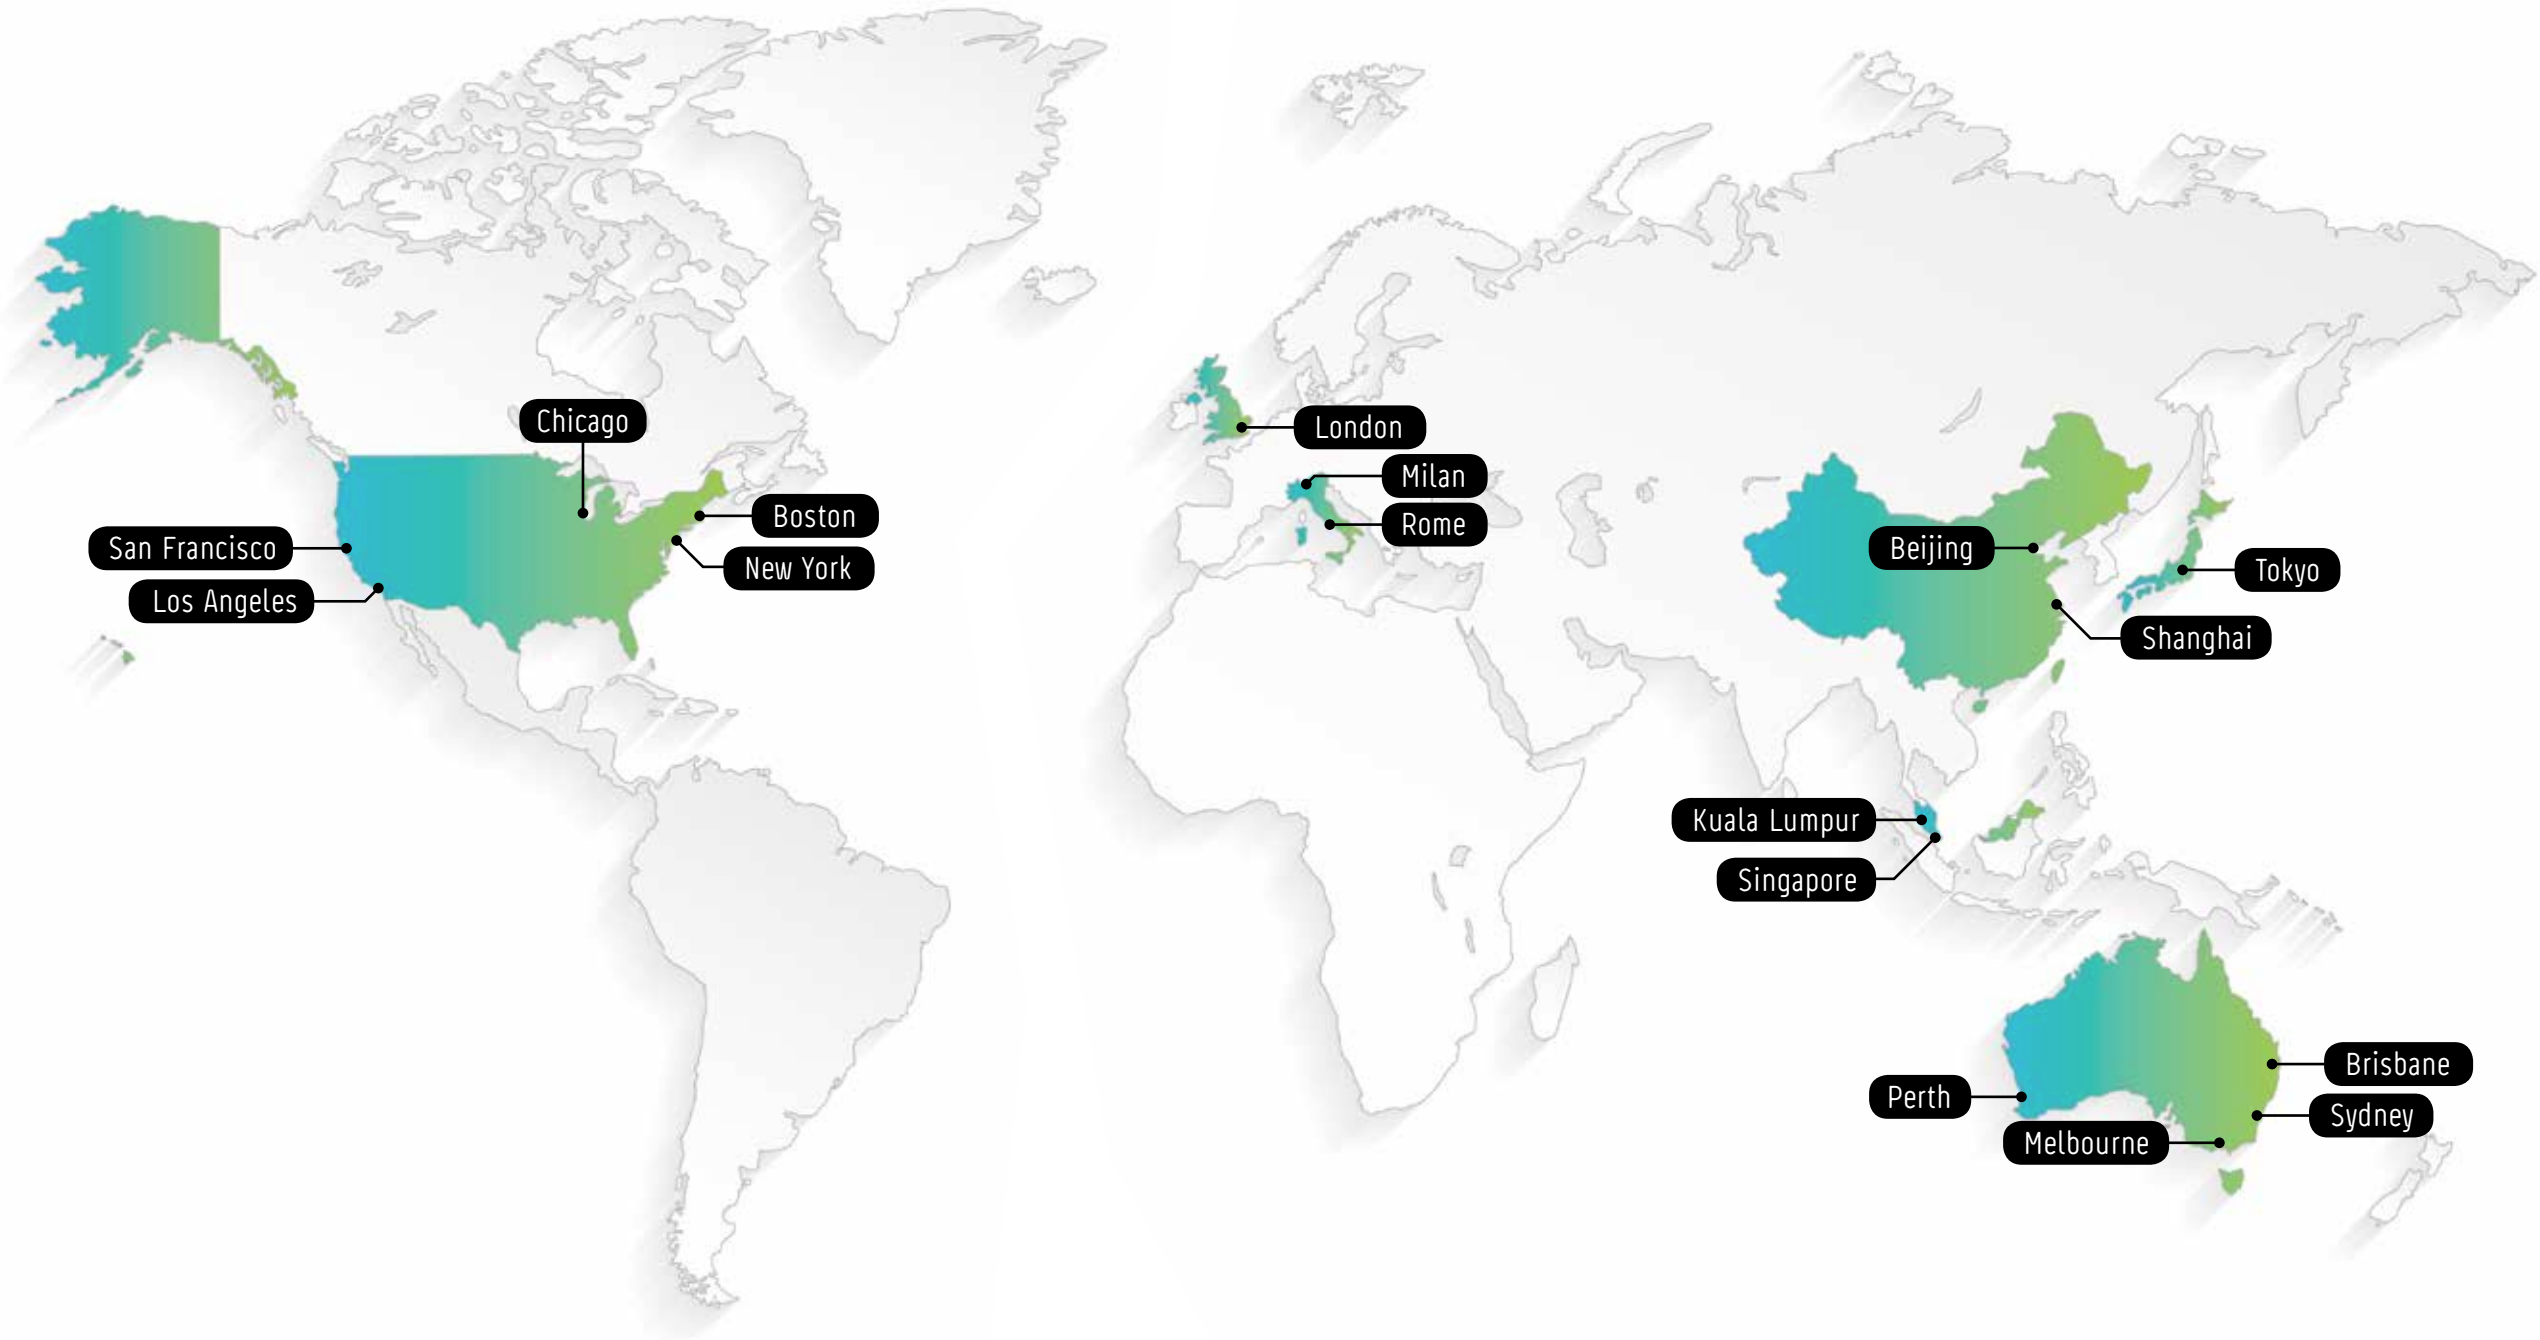 Chicago
London
Milan
Boston
Rome
San Francisco
Beijing
New York
Tokyo
Los Angeles
Shanghai
Kuala Lumpur
Singapore
Brisbane
Perth
Sydney
Melbourne